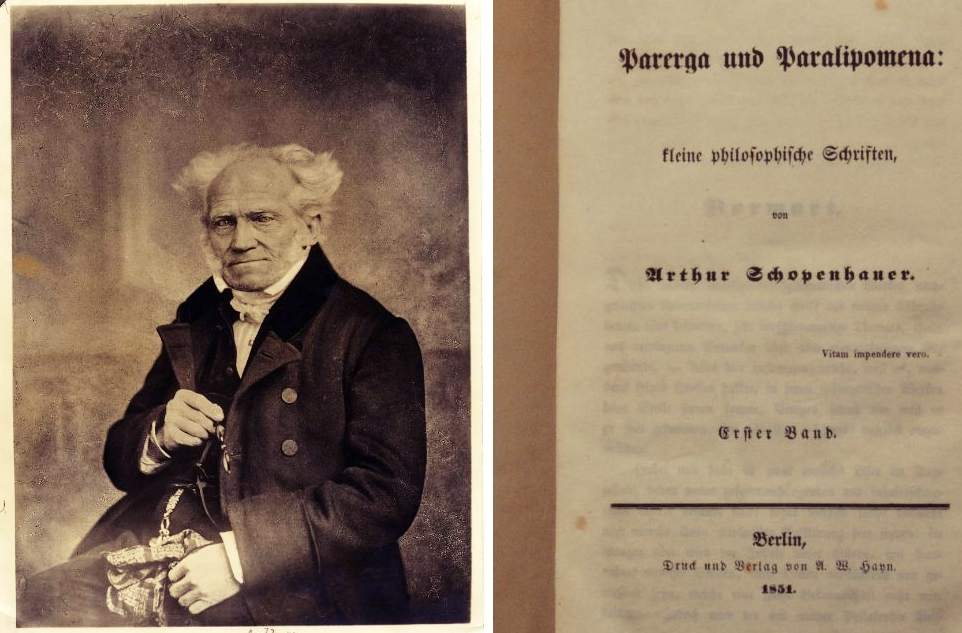 Parerga und Paralipomena:
kleine philosophische Schriften,
von
Arthur Schopenhauer.
Vitam impendere vero.
Erster Band.
Berlin,
Druck und Verlag von A. W. Hayn.
1851.